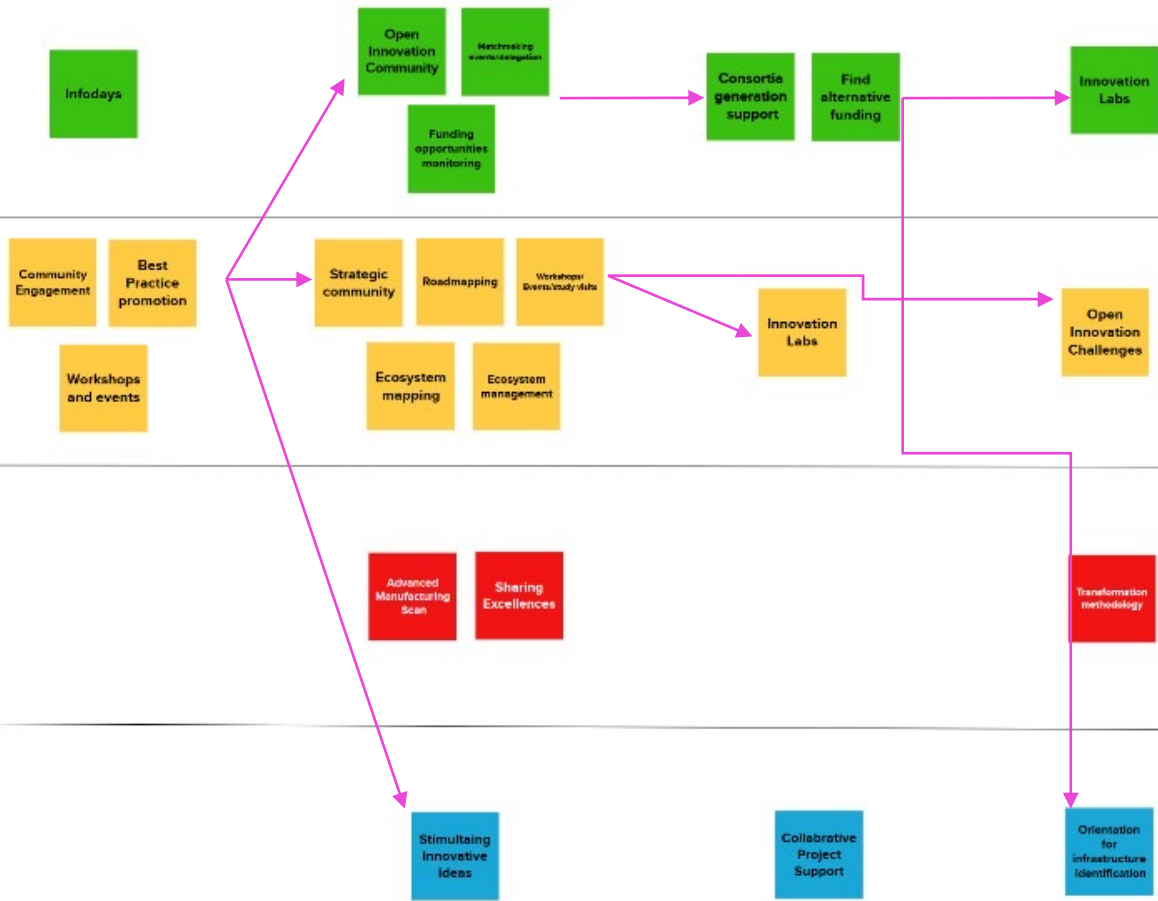 Infodays
Open
Innovation
Community
Matchmaking
events/delegation
Funding
opportunities
monitoring
Consortia
generation
support
Find
alternative
funding
Innovation
Labs
Community
Engagement
Best
Practice
promotion
Workshops
and events
Strategic
community
Roadmapping
Workshops/
Events/study visits
Ecosystem
mapping
Ecosystem
management
Innovation
Labs
Open
Innovation
Challenges
Advanced
Manufacturing
Scan
Sharing
Excellences
Transformation
methodology
Stimultaing
Innovative
Ideas
Collabrative
Project
Support
Orientation
for
infrastructure
identification